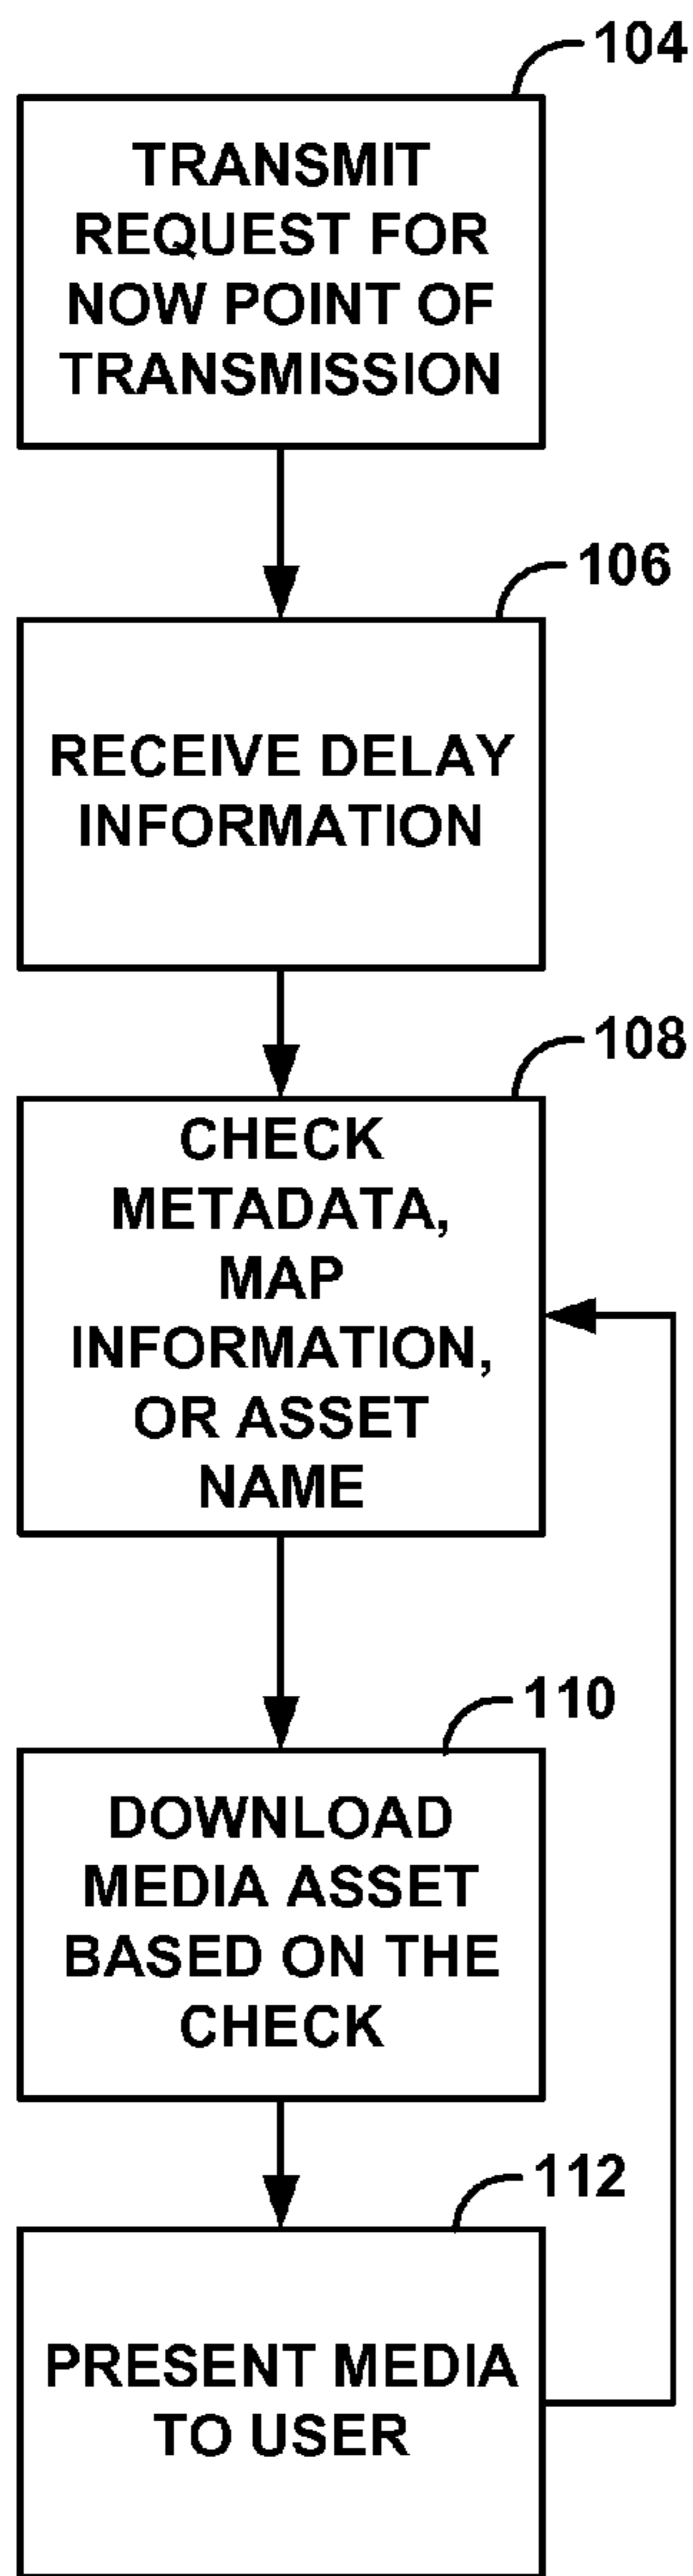 104
TRANSMIT
REQUEST FOR
NOW POINT OF
TRANSMISSION
106
RECEIVE DELAY
INFORMATION
108
CHECK
METADATA,
MAP
INFORMATION,
OR ASSET
NAME
110
DOWNLOAD
MEDIA ASSET
BASED ON THE
CHECK
112
PRESENT MEDIA
TO USER